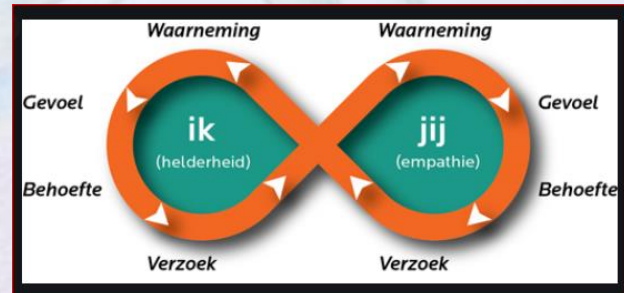 Waarneming
Waarneming
Gevoel
Gevoel
ik
jij
(helderheid)
(empathie)
Behoefte
Behoefte
Verzoek
Verzoek